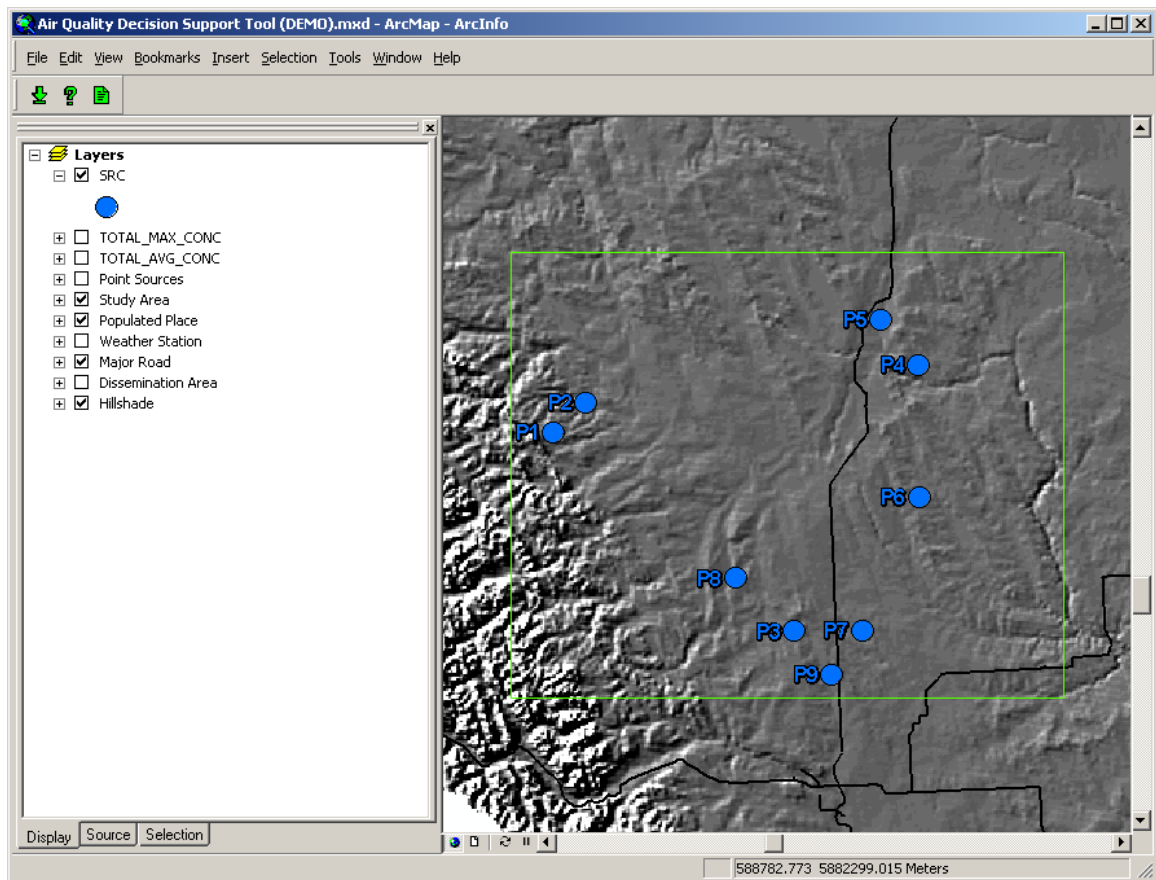 Air Quality Decision Support Tool (DEMO).mxd - ArcMap - ArcInfo
File Edit View Bookmarks Insert Selection Tools Window Help
Layers
SRC
TOTAL_MAX_CONC
TOTAL_AVG_CONC
Point Sources
Study Area
Populated Place
Weather Station
Major Road
Dissemination Area
Hillshade
P5
P4
P2
P1
P6
P8
P3 P7
P9
Display Source Selection
588782.773 5882299.015 Meters